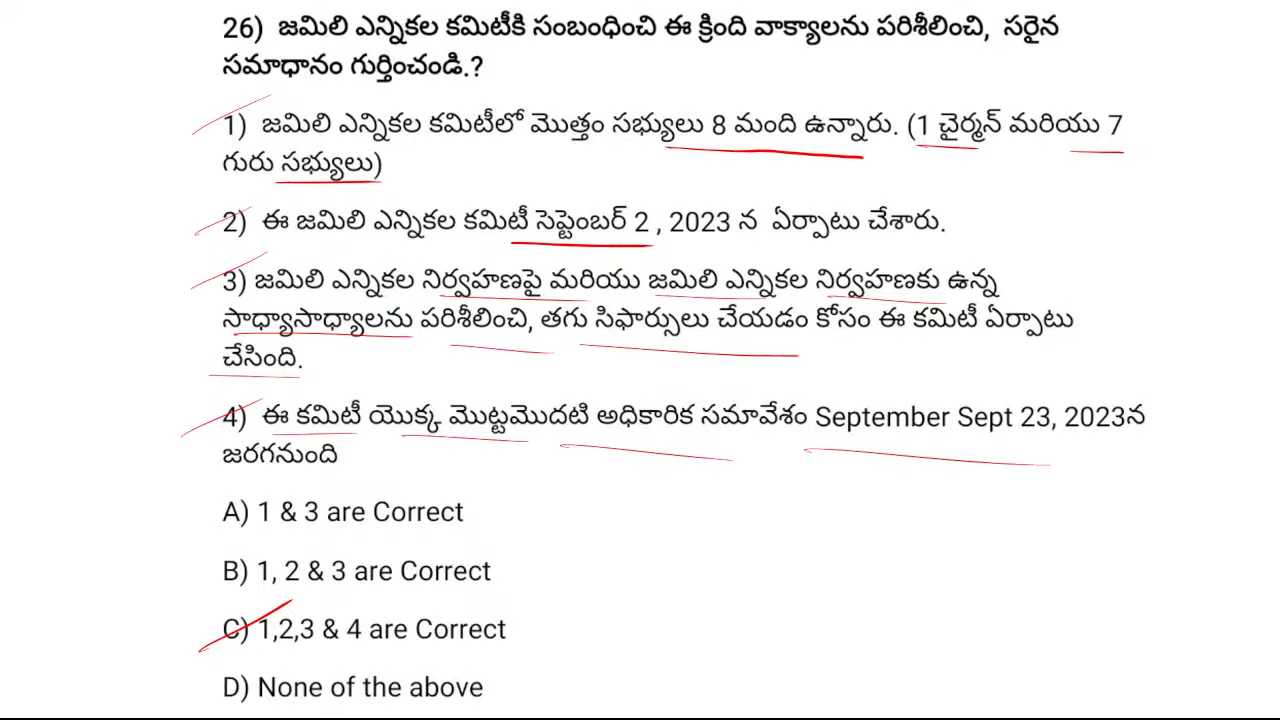 26) జమిలి ఎన్నికల కమిటీకి సంబంధించి ఈ క్రింది వాక్యాలను పరిశీలించి, సరైన
సమాధానం గుర్తించండి.?
1) జమిలి ఎన్నికల కమిటీలో మొత్తం సభ్యులు 8 మంది ఉన్నారు. (1 చైర్మన్ మరియు 7
గురు సభ్యులు)
2) ఈ జమిలి ఎన్నికల కమిటీ సెప్టెంబర్ 2 , 2023 న ఏర్పాటు చేశారు.
3) జమిలి ఎన్నికల నిర్వహణపై మరియు జమిలి ఎన్నికల నిర్వహణకు ఉన్న
సాధ్యాసాధ్యాలను పరిశీలించి, తగు సిఫార్సులు చేయడం కోసం ఈ కమిటీ ఏర్పాటు
చేసింది.
4) ఈ కమిటీ యొక్క మొట్టమొదటి అధికారిక సమావేశం September Sept 23, 2023న
జరగనుంది
A) 1 & 3 are Correct
B) 1, 2 & 3 are Correct
C) 1,2,3 & 4 are Correct
D) None of the above